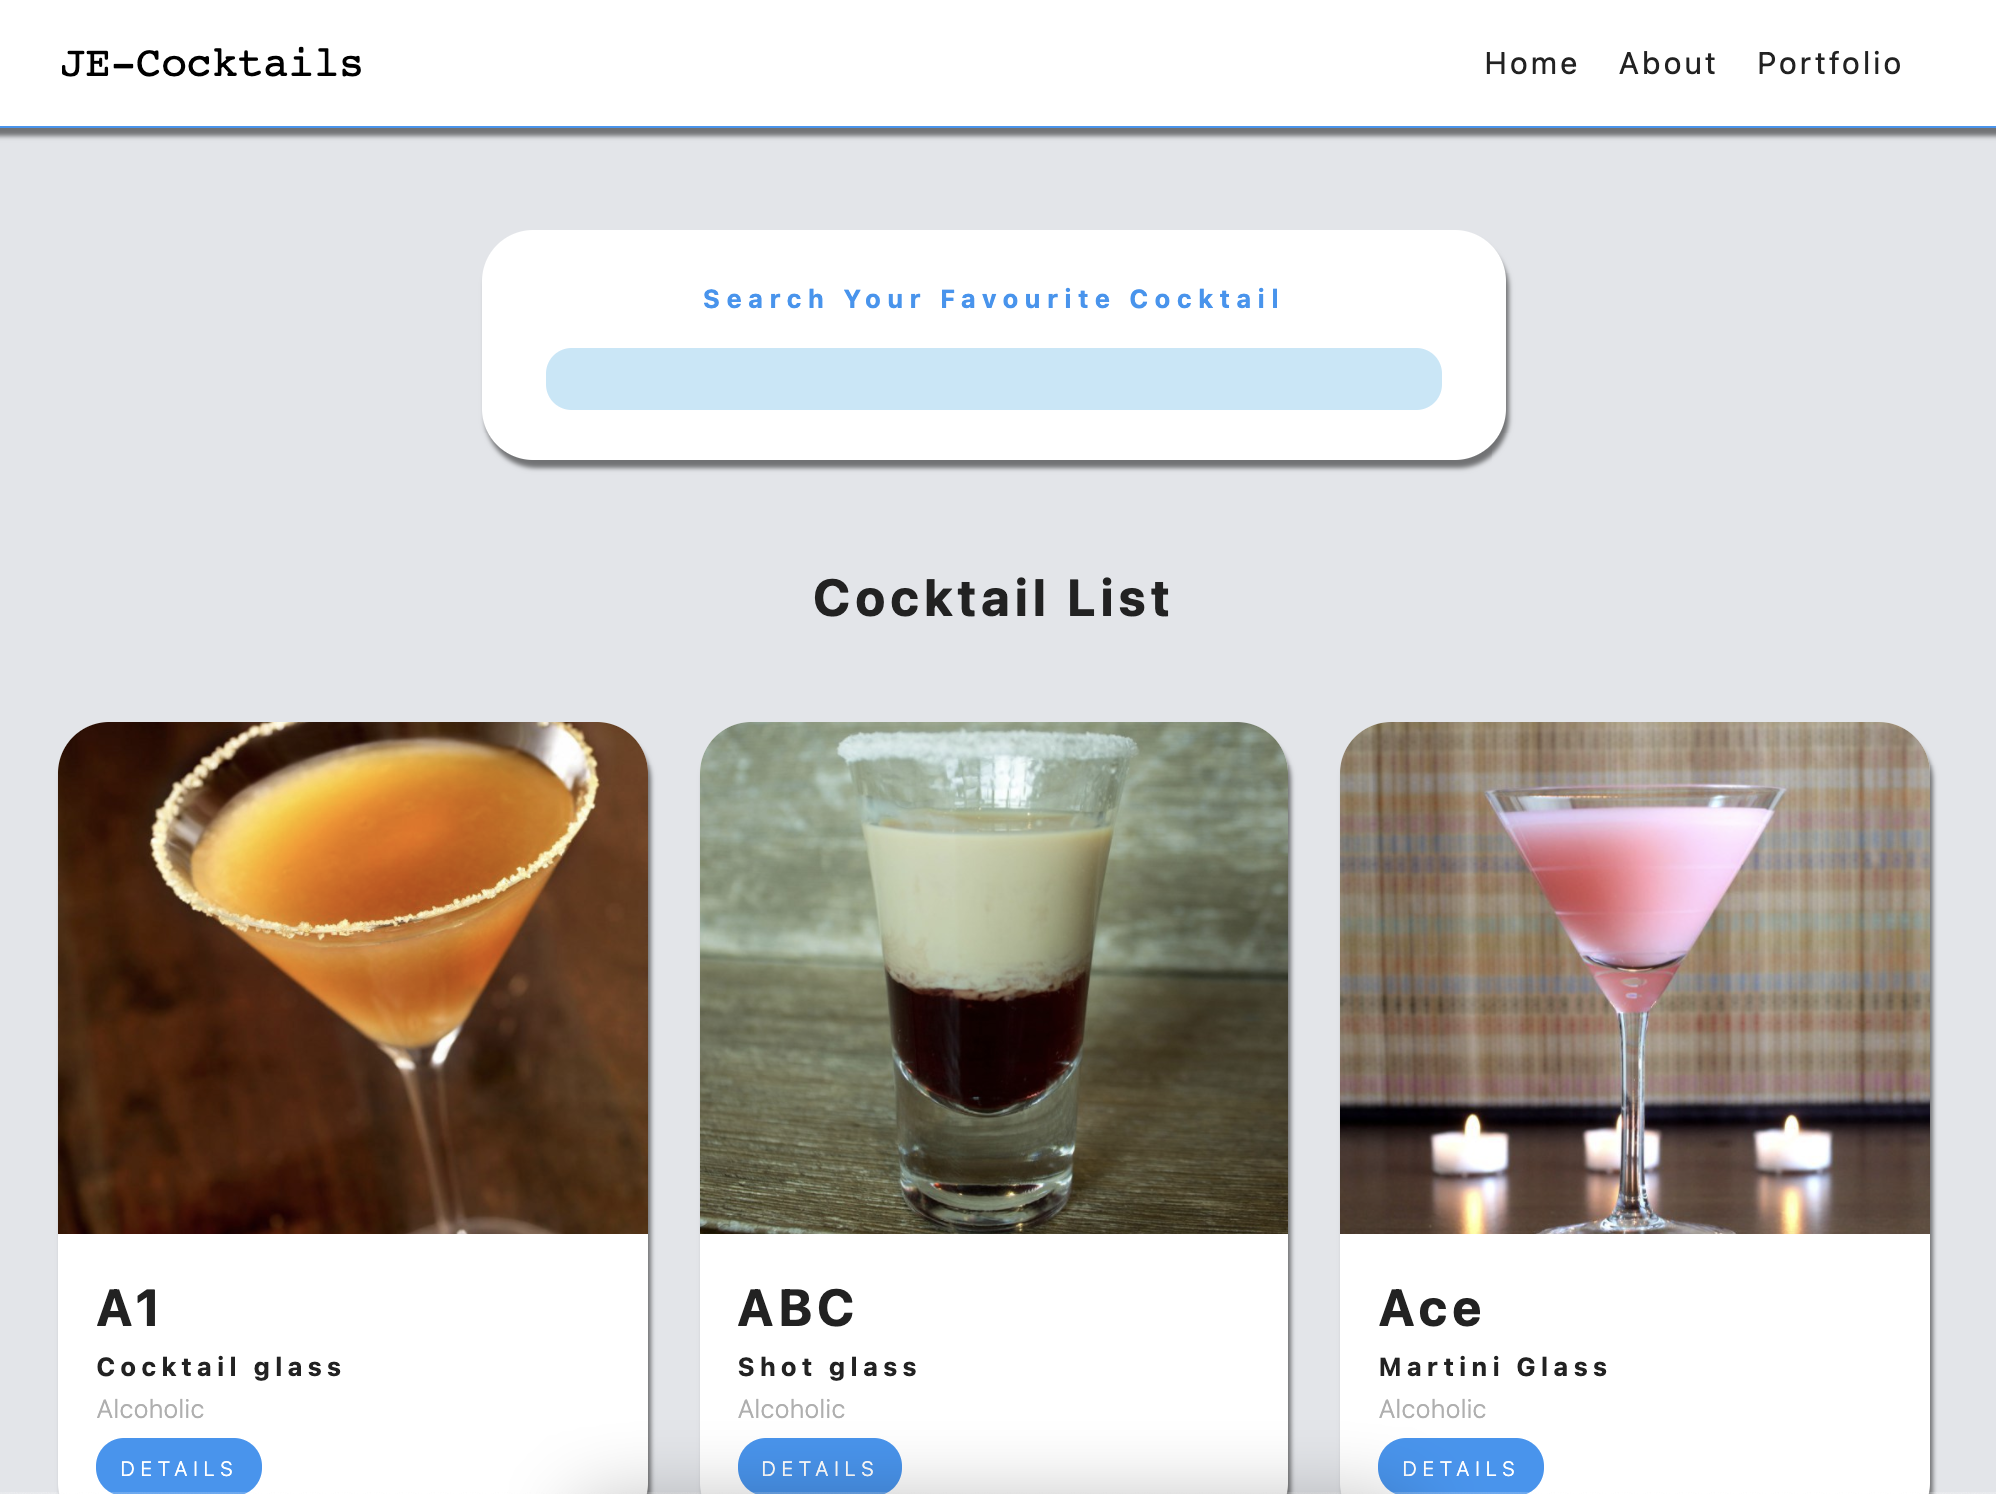 JE-Cocktails
Home About Portfolio
Search Your Favourite Cocktail
Cocktail List
A1
Cocktail glass
Alcoholic
DETAILS
ABC
Shot glass
Alcoholic
DETAILS
Ace
Martini Glass
Alcoholic
DETAILS